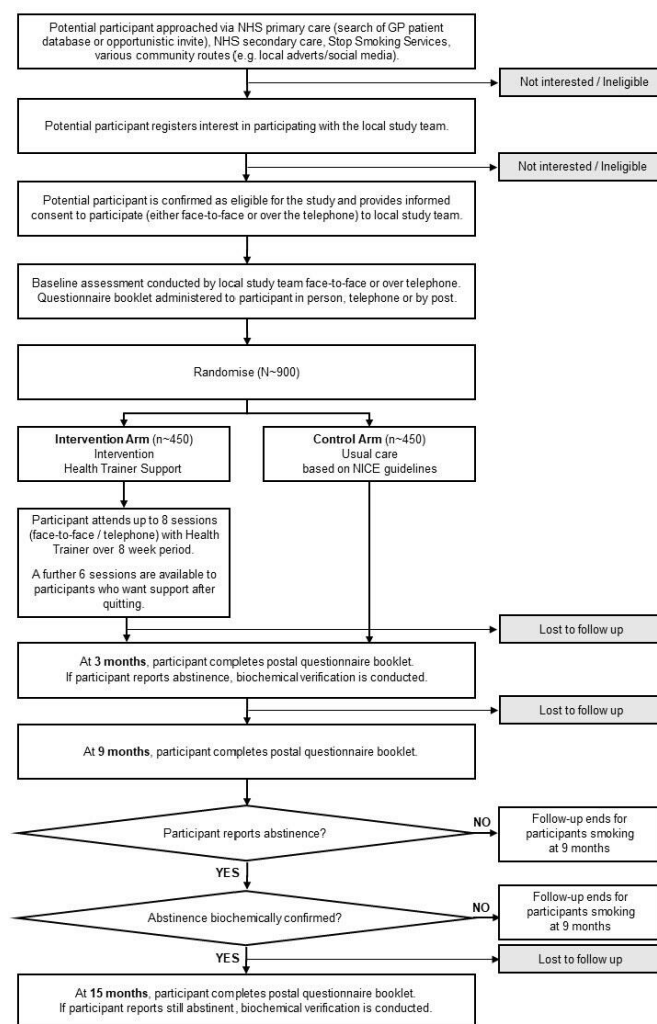 Potential participant approached via NHS primary care (search of GP patient
database or opportunistic invite), NHS secondary care, Stop Smoking Services,
various community routes (e.g. local adverts/social media).
Not interested / Ineligible
Potential participant registers interest in participating with the local study team.
Not interested / Ineligible
Potential participant is confirmed as eligible for the study and provides informed
consent to participate (either face-to-face or over the telephone) to local study team.
Baseline assessment conducted by local study team face-to-face or over telephone.
Questionnaire booklet administered to participant in person, telephone or by post.
Randomise (N~900)
Intervention Arm (n~450)
Intervention
Health Trainer Support
Control Arm (n~450)
Usual care
based on NICE guidelines
Participant attends up to 8 sessions
(face-to-face / telephone) with Health
Trainer over 8 week period.
A further 6 sessions are available to
participants who want support after
quitting.
Lost to follow up
At 3 months, participant completes postal questionnaire booklet.
If participant reports abstinence, biochemical verification is conducted.
Lost to follow up
At 9 months, participant completes postal questionnaire booklet.
Participant reports abstinence?
NO
Follow-up ends for
participants smoking
at 9 months
YES
Abstinence biochemically confirmed?
NO
Follow-up ends for
participants smoking
at 9 months
YES
Lost to follow up
At 15 months, participant completes postal questionnaire booklet.
If participant reports still abstinent, biochemical verification is conducted.